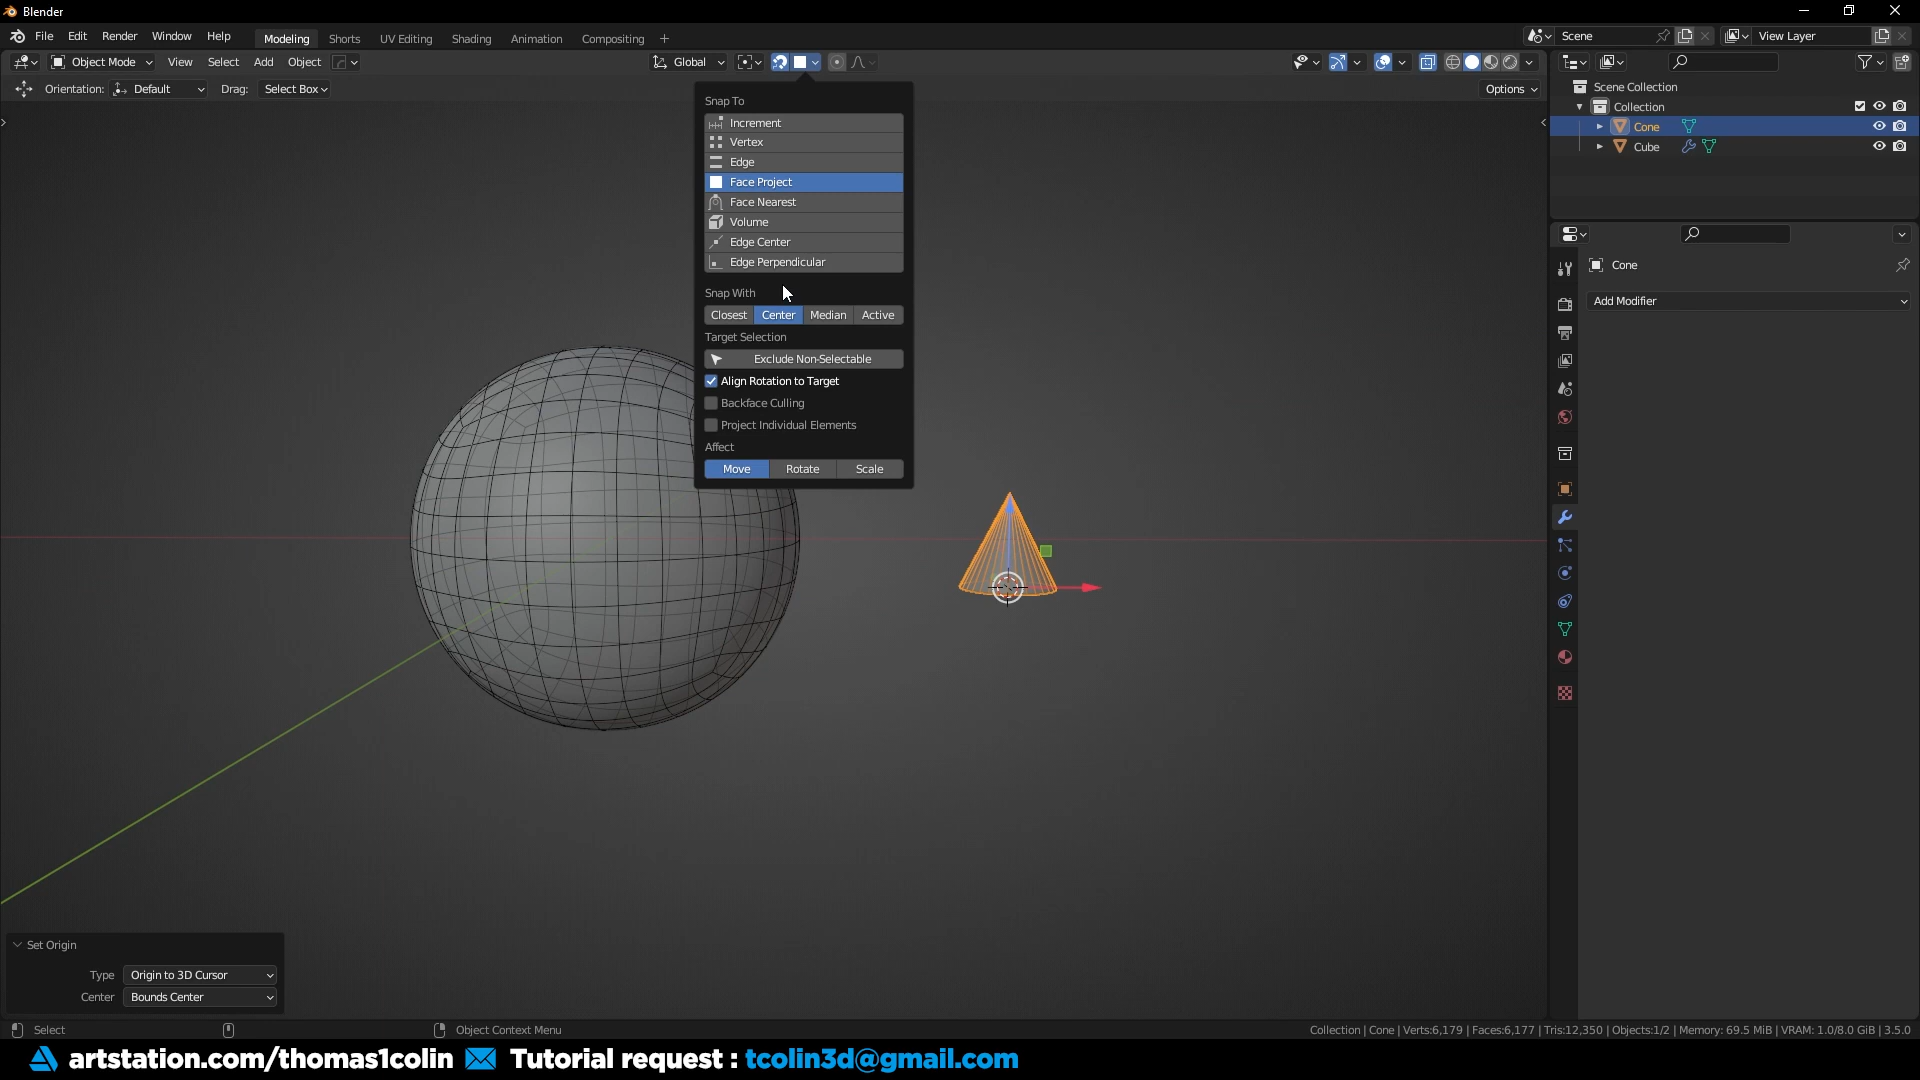 Blender
File Edit Render Window Help Modeling Shorts UV Editing Shading Animation Compositing + Scene View Layer
Object Mode View Select Add Object Global
Orientation: Default Drag: Select Box Options
Snap To
Increment
Vertex
Edge
Face Project
Face Nearest
Volume
Edge Center
Edge Perpendicular
Snap With
Closest Center Median Active
Target Selection
Exclude Non-Selectable
Align Rotation to Target
Backface Culling
Project Individual Elements
Affect
Move Rotate Scale
Scene Collection
Collection
Cone
Cube
Cone
Add Modifier
Set Origin
Type Origin to 3D Cursor
Center Bounds Center
Select Object Context Menu Collection | Cone | Verts:6,179 | Faces:6,177 | Tris:12,350 | Objects:1/2 | Memory: 69.5 MiB | VRAM: 1.0/8.0 GiB | 3.5.0
artstation.com/thomas1colin Tutorial request : tcolin3d@gmail.com